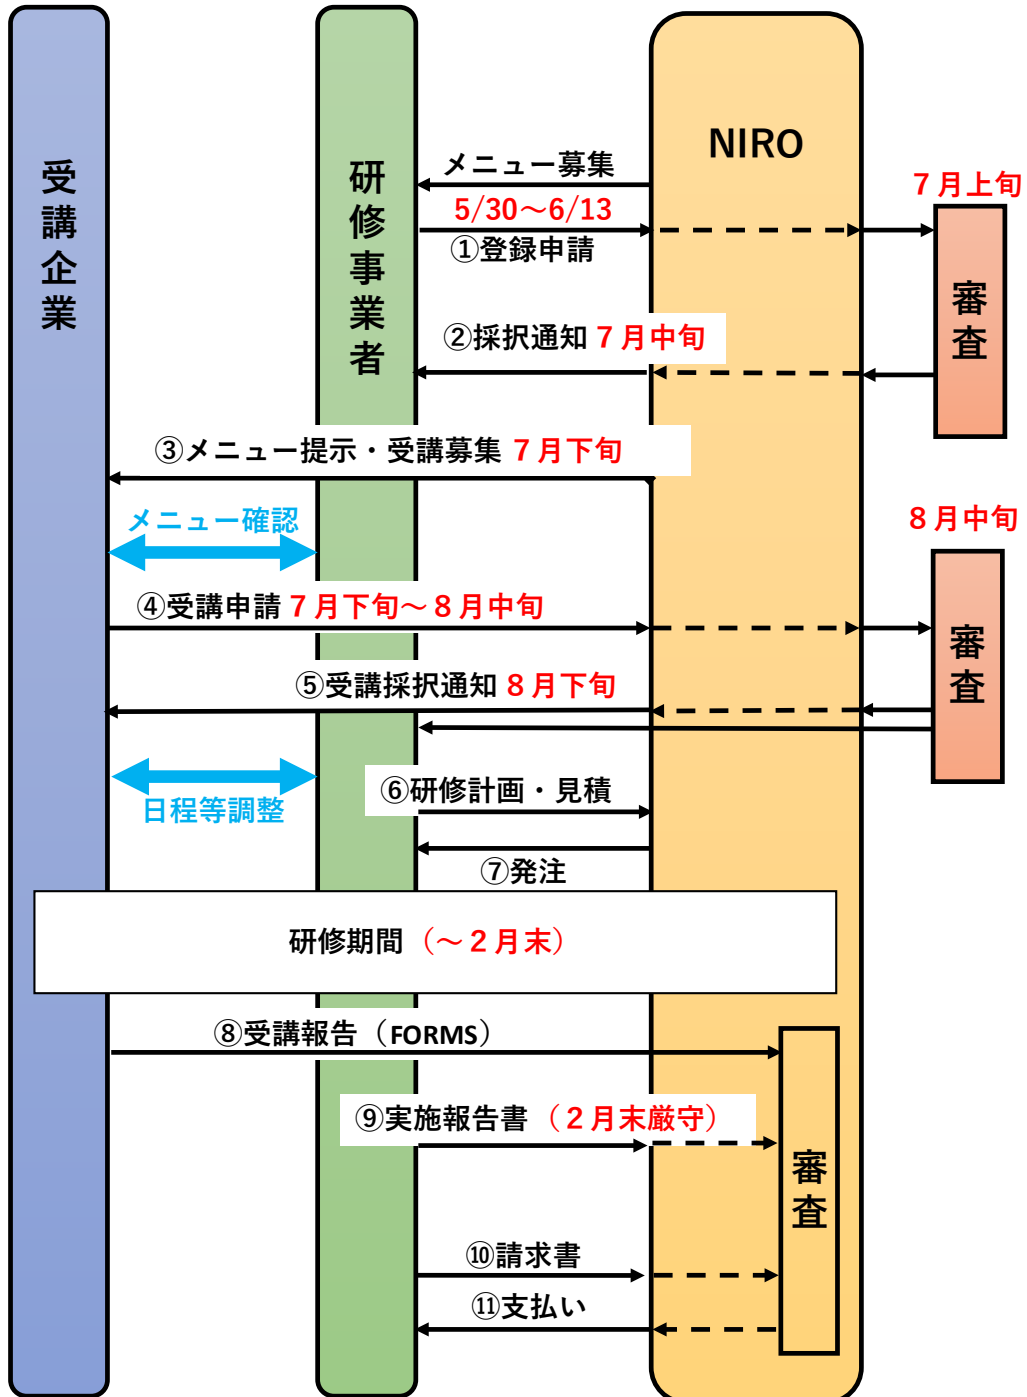 受講企業
研修事業者
NIRO
メニュー募集
5/30～6/13
①登録申請
７月上旬
審査
②採択通知 ７月中旬
③メニュー提示・受講募集 ７月下旬
メニュー確認
８月中旬
審査
④受講申請 ７月下旬～８月中旬
⑤受講採択通知 ８月下旬
日程等調整
⑥研修計画・見積
⑦発注
研修期間（～２月末）
⑧受講報告（FORMS）
⑨実施報告書（２月末厳守）
審査
⑩請求書
⑪支払い